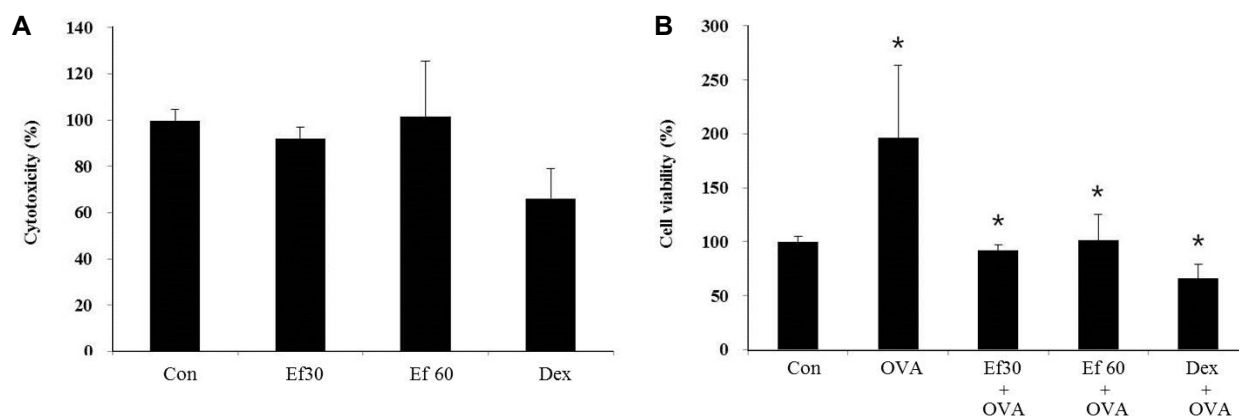 A
Cytotoxicity (%)
140
120
100
80
60
40
20
0
Con Ef30 Ef 60 Dex
B
Cell viability (%)
300
250
200
150
100
50
0
* * * *
Con OVA Ef30 Ef 60 Dex
+ + +
OVA OVA OVA